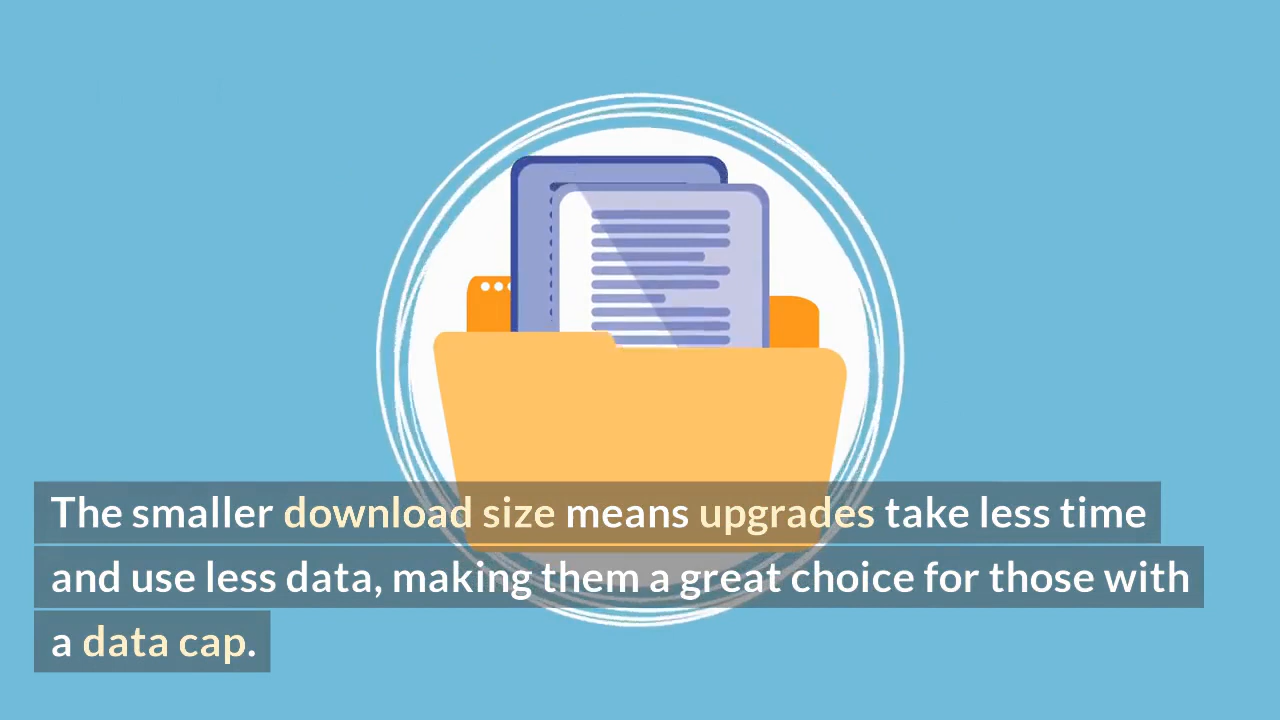 The smaller download size means upgrades take less time
and use less data, making them a great choice for those with
a data cap.